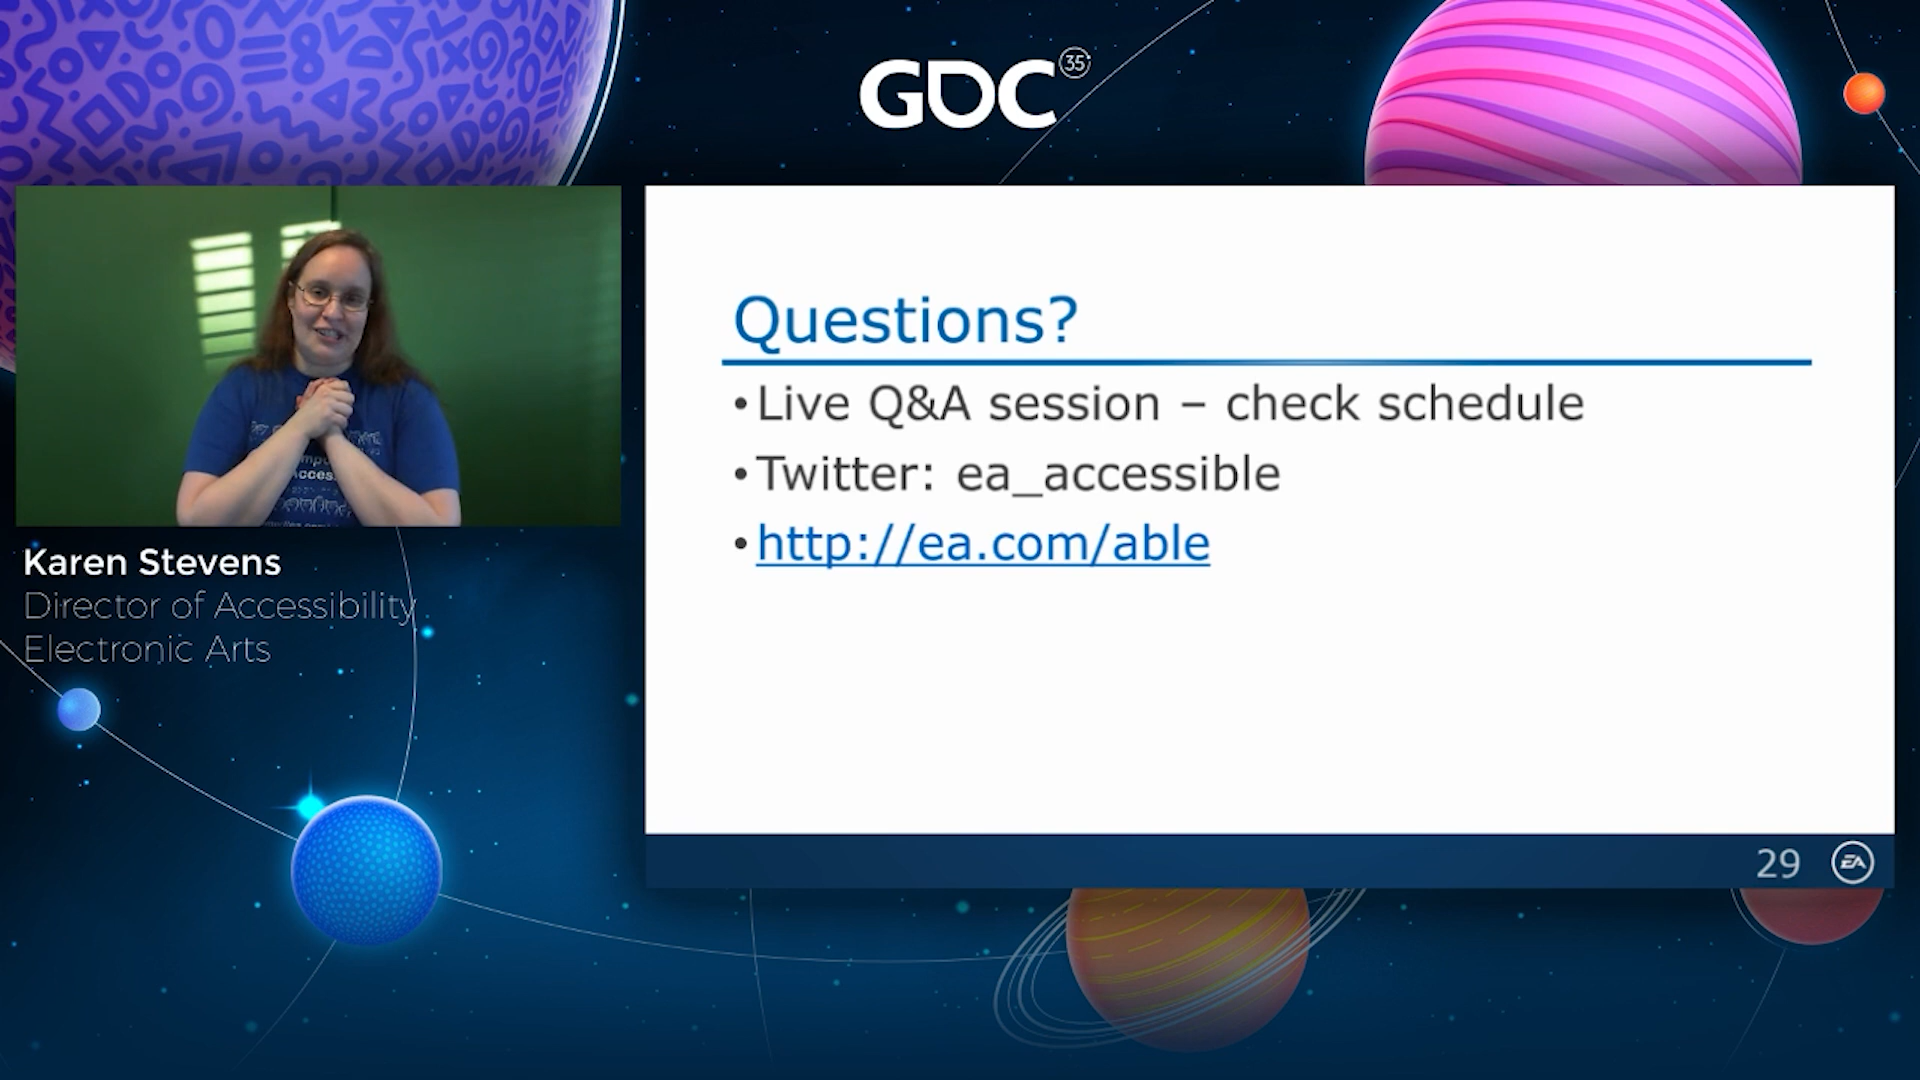 GDC 35
Questions?
•Live Q&A session – check schedule
•Twitter: ea_accessible
•http://ea.com/able
Karen Stevens
Director of Accessibility
Electronic Arts
29 EA